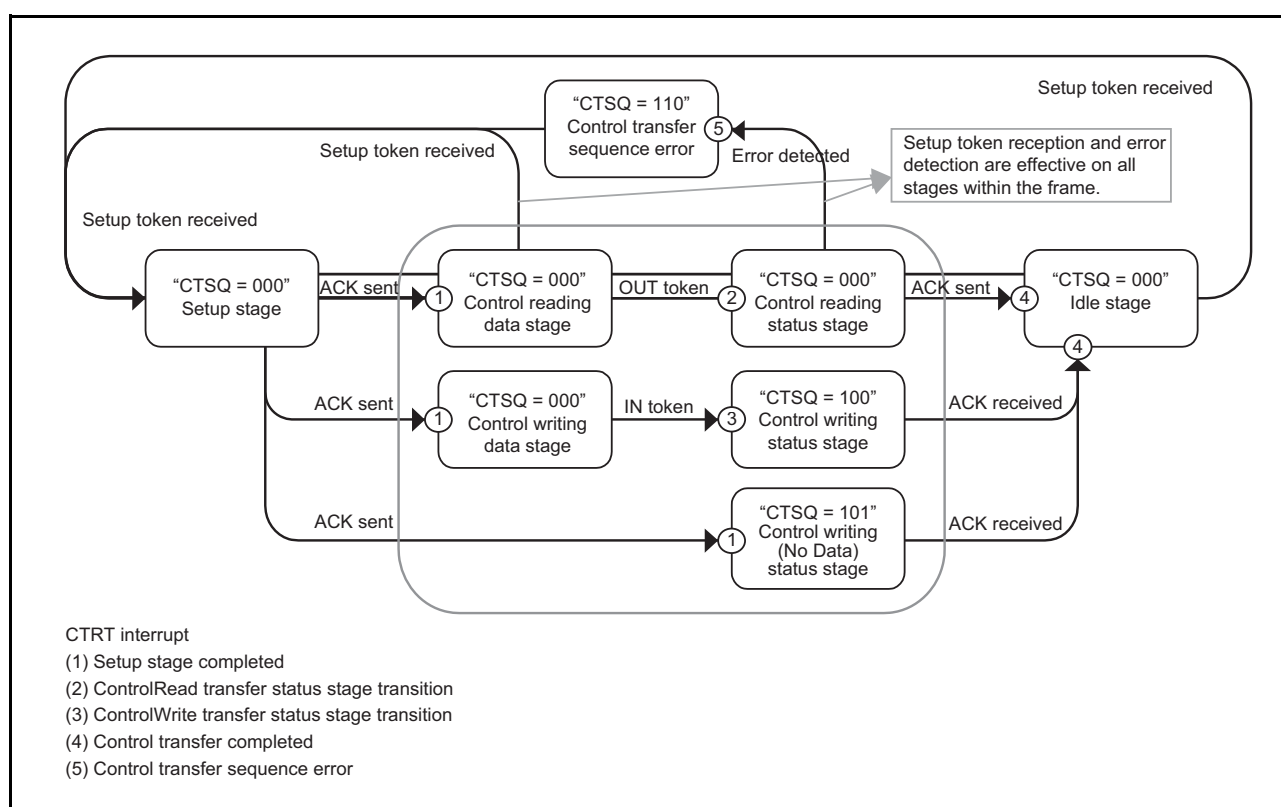 Setup token received
“CTSQ = 110”
Control transfer
sequence error
5
Setup token received
Error detected
Setup token reception and error
detection are effective on all
stages within the frame.
Setup token received
“CTSQ = 000”
Setup stage
ACK sent
1
“CTSQ = 000”
Control reading
data stage
OUT token
2
“CTSQ = 000”
Control reading
status stage
ACK sent
4
“CTSQ = 000”
Idle stage
4
ACK sent
1
“CTSQ = 000”
Control writing
data stage
IN token
3
“CTSQ = 100”
Control writing
status stage
ACK received
ACK sent
1
“CTSQ = 101”
Control writing
(No Data)
status stage
ACK received
CTRT interrupt
(1) Setup stage completed
(2) ControlRead transfer status stage transition
(3) ControlWrite transfer status stage transition
(4) Control transfer completed
(5) Control transfer sequence error